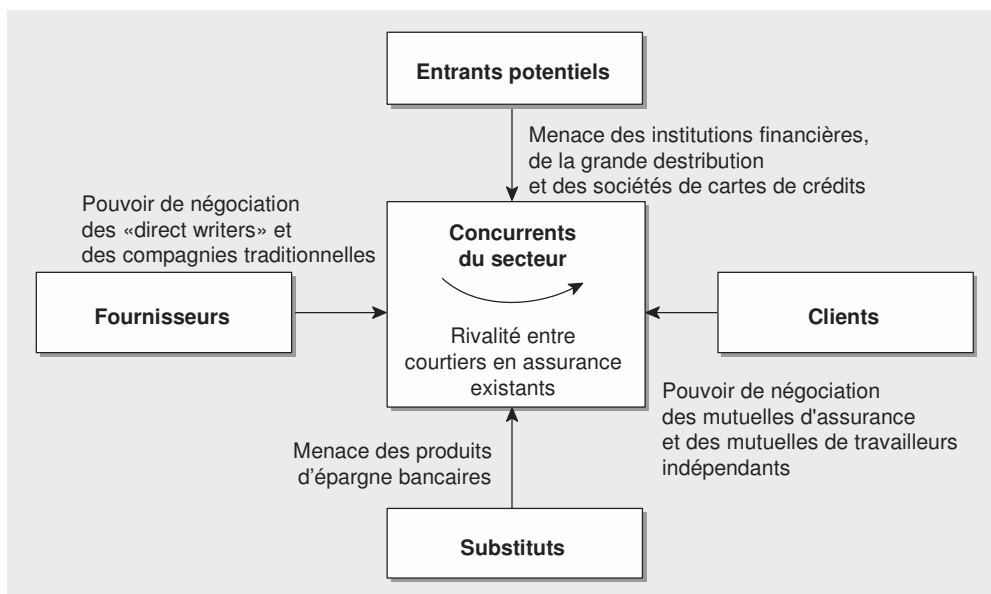 Entrants potentiels
Menace des institutions financières,
de la grande destribution
et des sociétés de cartes de crédits
Pouvoir de négociation
des «direct writers» et
des compagnies traditionnelles
Concurrents
du secteur
Fournisseurs
Clients
Rivalité entre
courtiers en assurance
existants
Pouvoir de négociation
des mutuelles d'assurance
et des mutuelles de travailleurs
indépendants
Menace des produits
d'épargne bancaires
Substituts